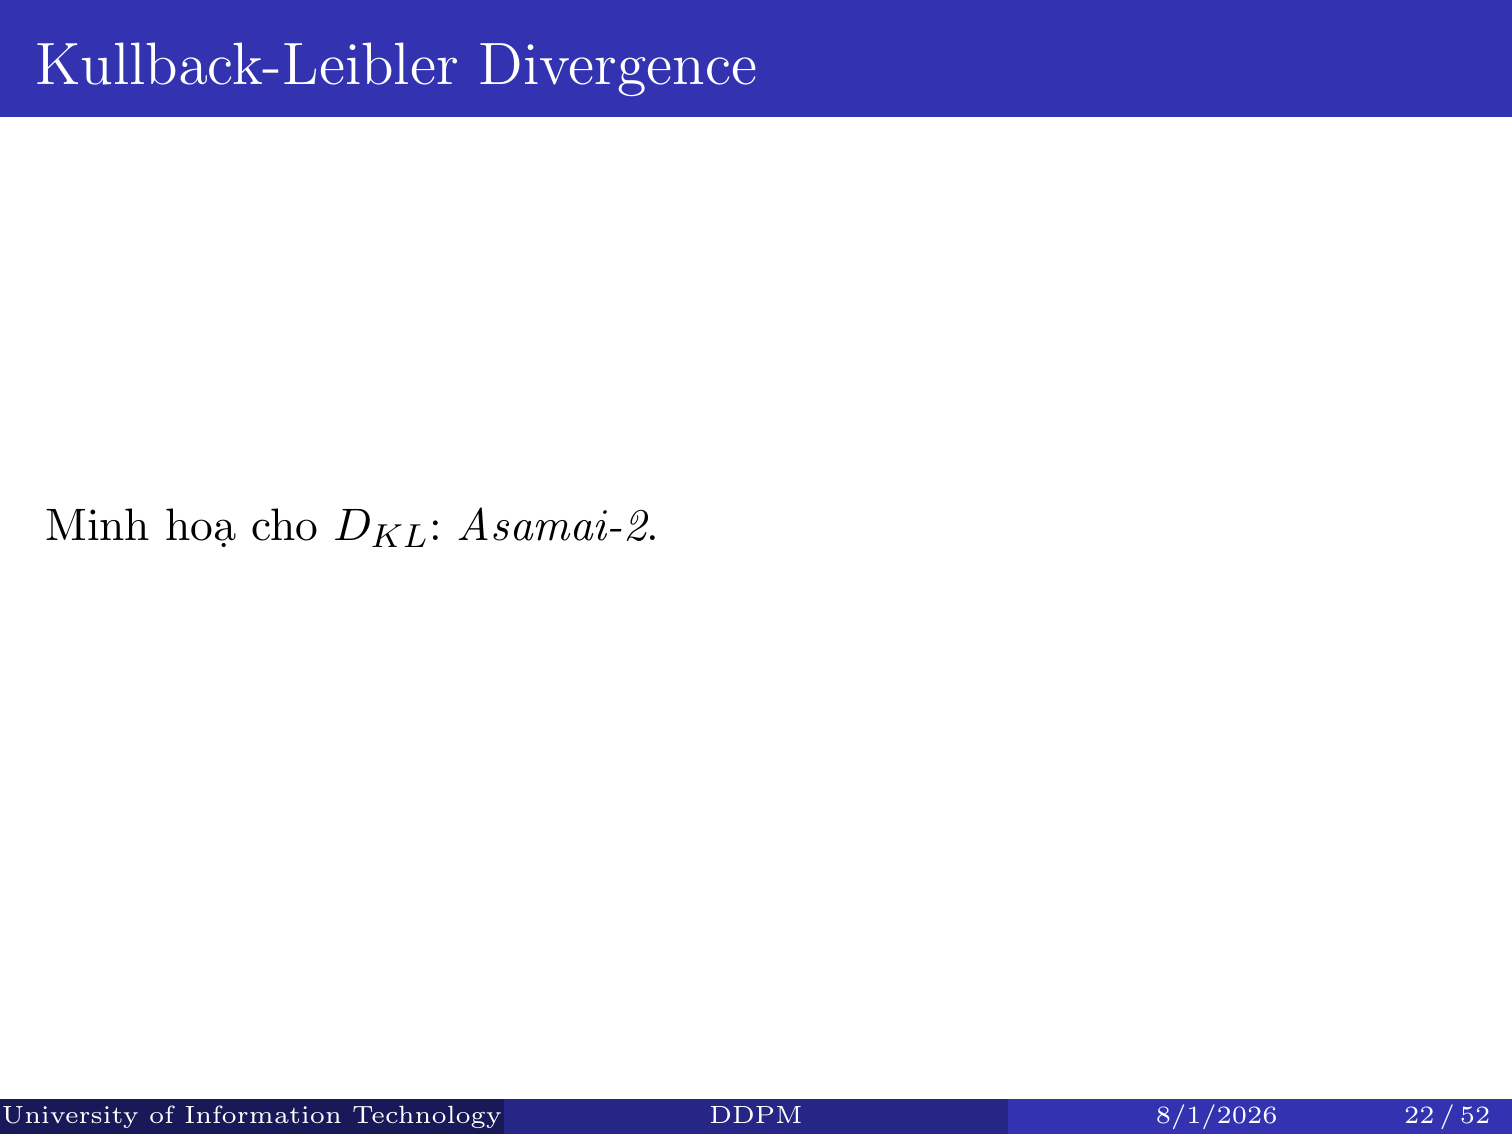 Kullback-Leibler Divergence
Minh hoạ cho D_{KL}: Asamai-2.
University of Information Technology DDPM 8/1/2026 22 / 52